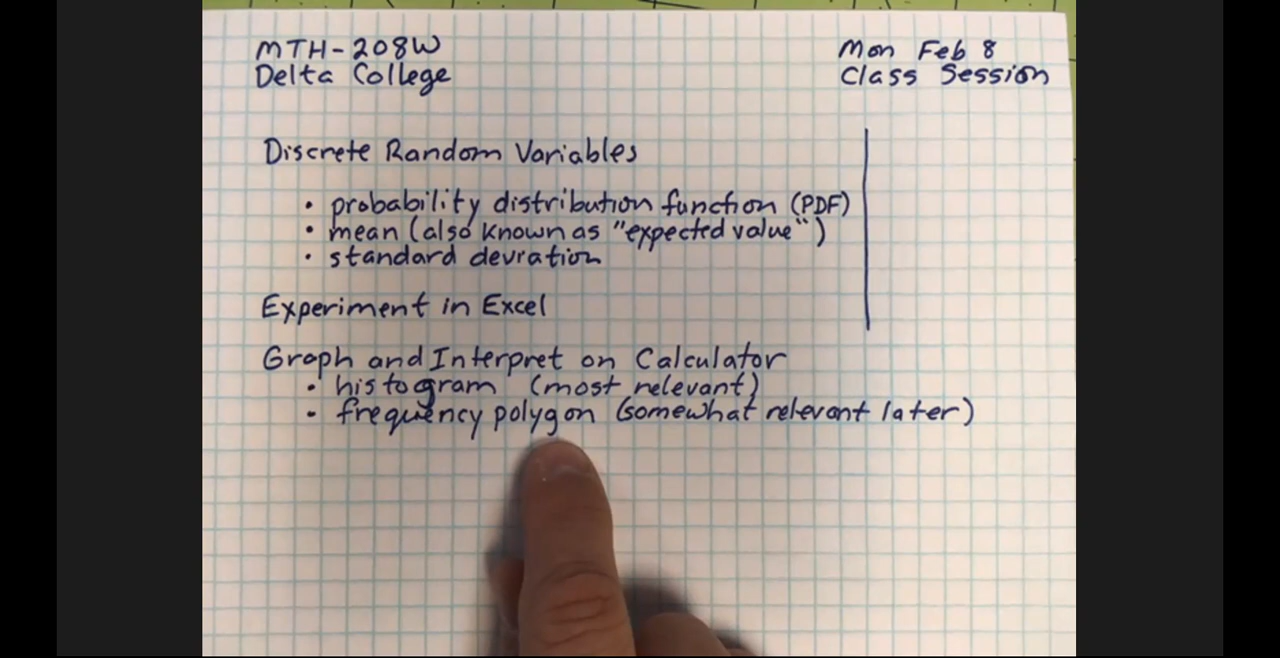 MTH-208W
Delta College
Mon Feb 8
Class Session
Discrete Random Variables
• probability distribution function (PDF)
• mean (also known as "expected value")
• standard deviation
Experiment in Excel
Graph and Interpret on Calculator
• histogram (most relevant)
• frequency polygon (somewhat relevant later)